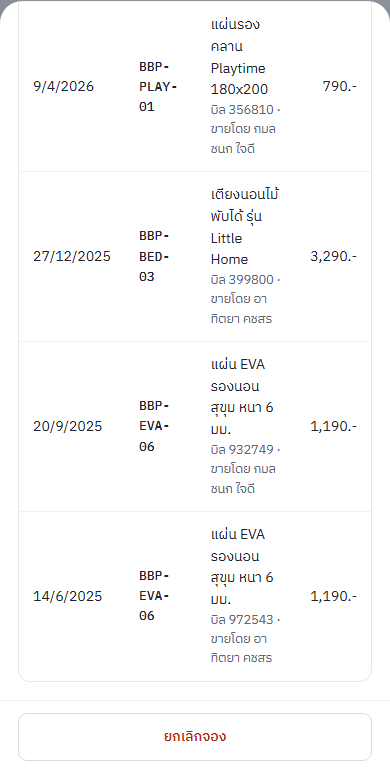 แผ่นรอง
คลาน
Playtime
180x200
9/4/2026
BBP-
PLAY-
01
790.-
บิล 356810 ·
ขายโดย กมล
ชนก ใจดี
เตียงนอนไม้
พับได้ รุ่น
Little
Home
27/12/2025
BBP-
BED-
03
3,290.-
บิล 399800 ·
ขายโดย อา
ทิตยา คชสร
แผ่น EVA
รองนอน
สุขุม หนา 6
มม.
20/9/2025
BBP-
EVA-
06
1,190.-
บิล 932749 ·
ขายโดย กมล
ชนก ใจดี
แผ่น EVA
รองนอน
สุขุม หนา 6
มม.
14/6/2025
BBP-
EVA-
06
1,190.-
บิล 972543 ·
ขายโดย อา
ทิตยา คชสร
ยกเลิกจอง